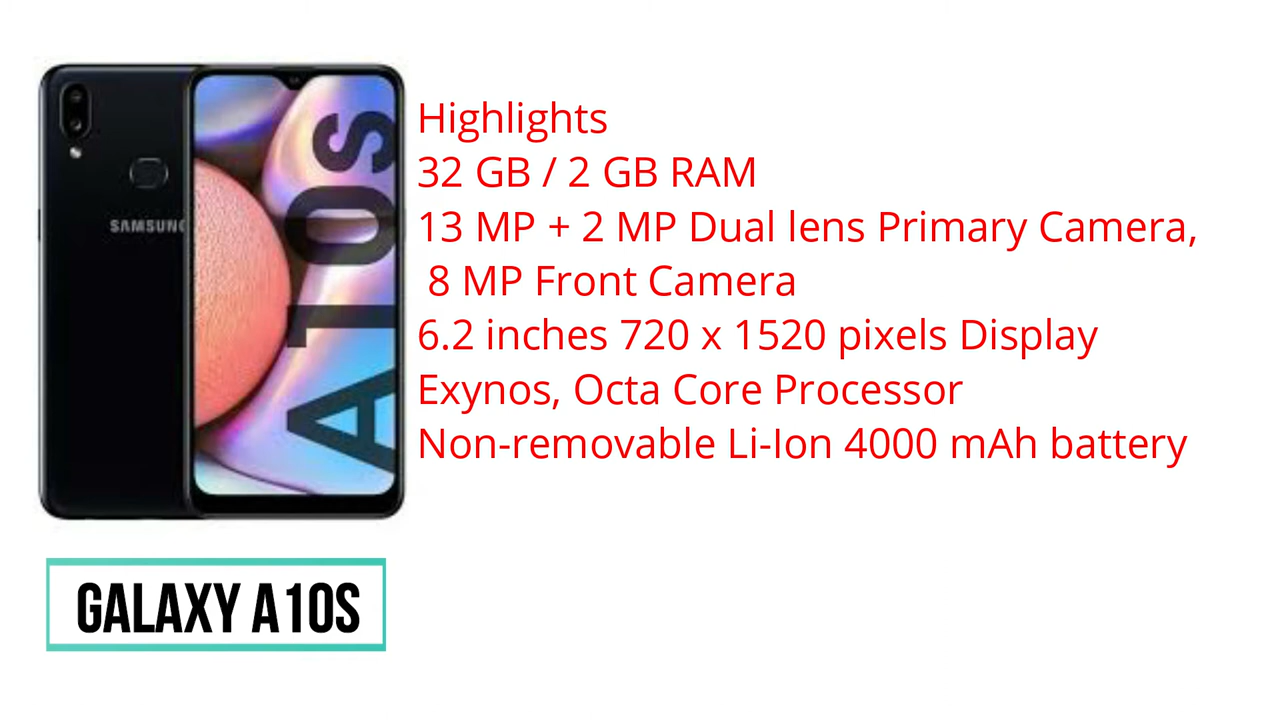 Highlights
32 GB / 2 GB RAM
13 MP + 2 MP Dual lens Primary Camera,
8 MP Front Camera
6.2 inches 720 x 1520 pixels Display
Exynos, Octa Core Processor
Non-removable Li-Ion 4000 mAh battery
SAMSUNG
A10s
GALAXY A10S